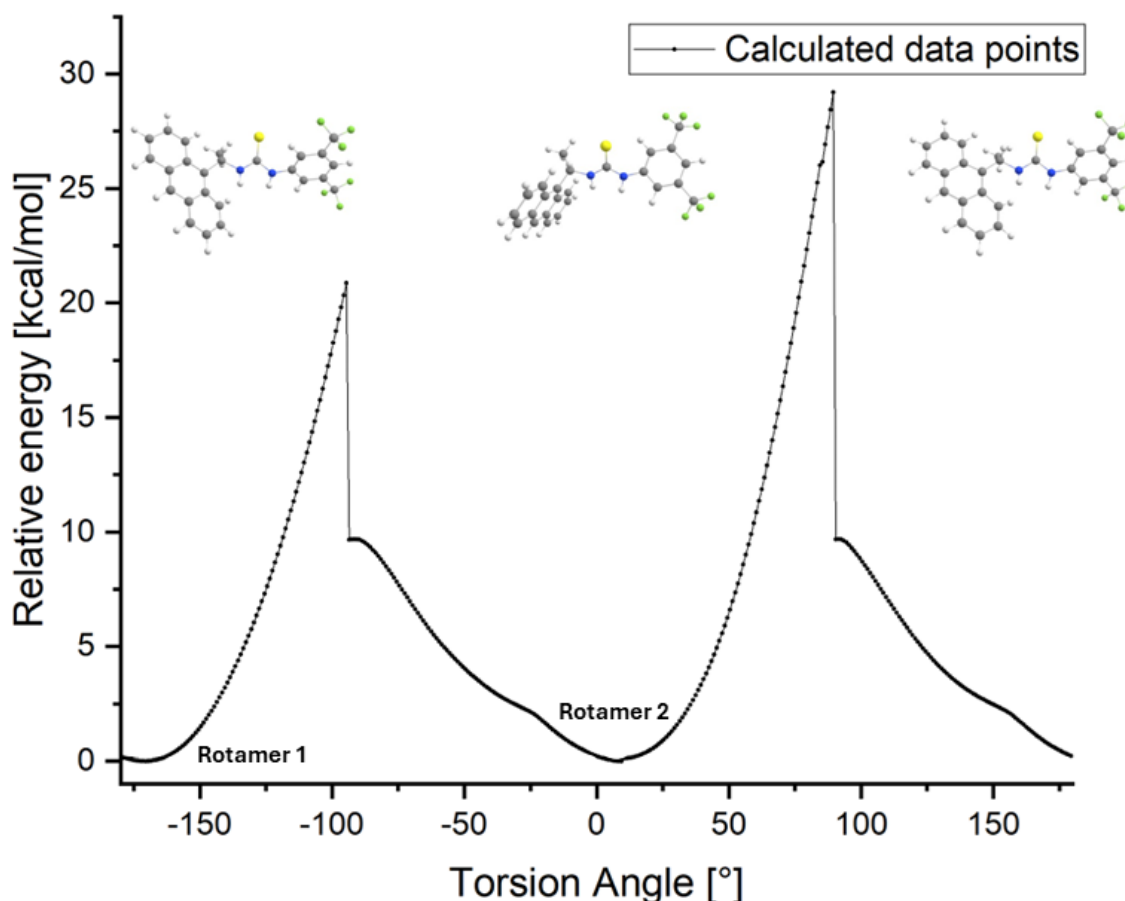 Calculated data points
30
25
20
15
10
5
0
Relative energy [kcal/mol]
Rotamer 1
Rotamer 2
-150
-100
-50
0
50
100
150
Torsion Angle [°]